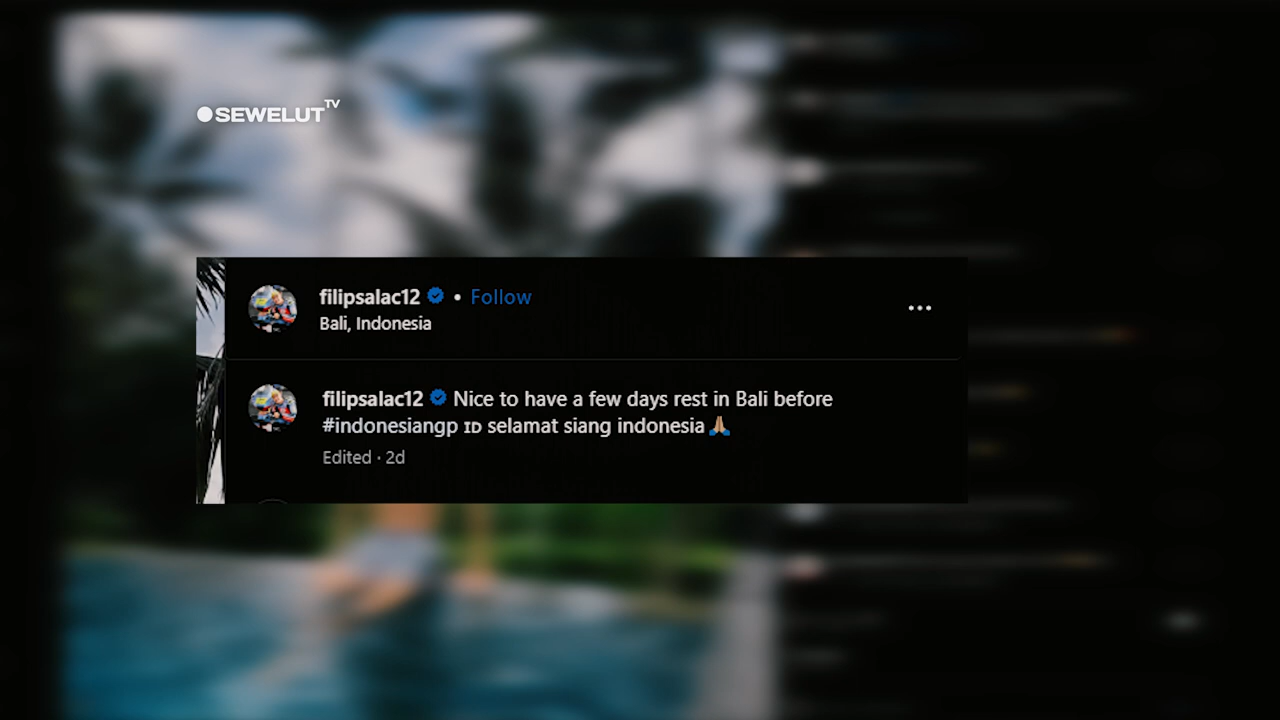 SEWELUT TV
filipsalac12 • Follow
Bali, Indonesia
filipsalac12 Nice to have a few days rest in Bali before
#indonesiangp ɪᴅ selamat siang indonesia 🙏🏼
Edited · 2d